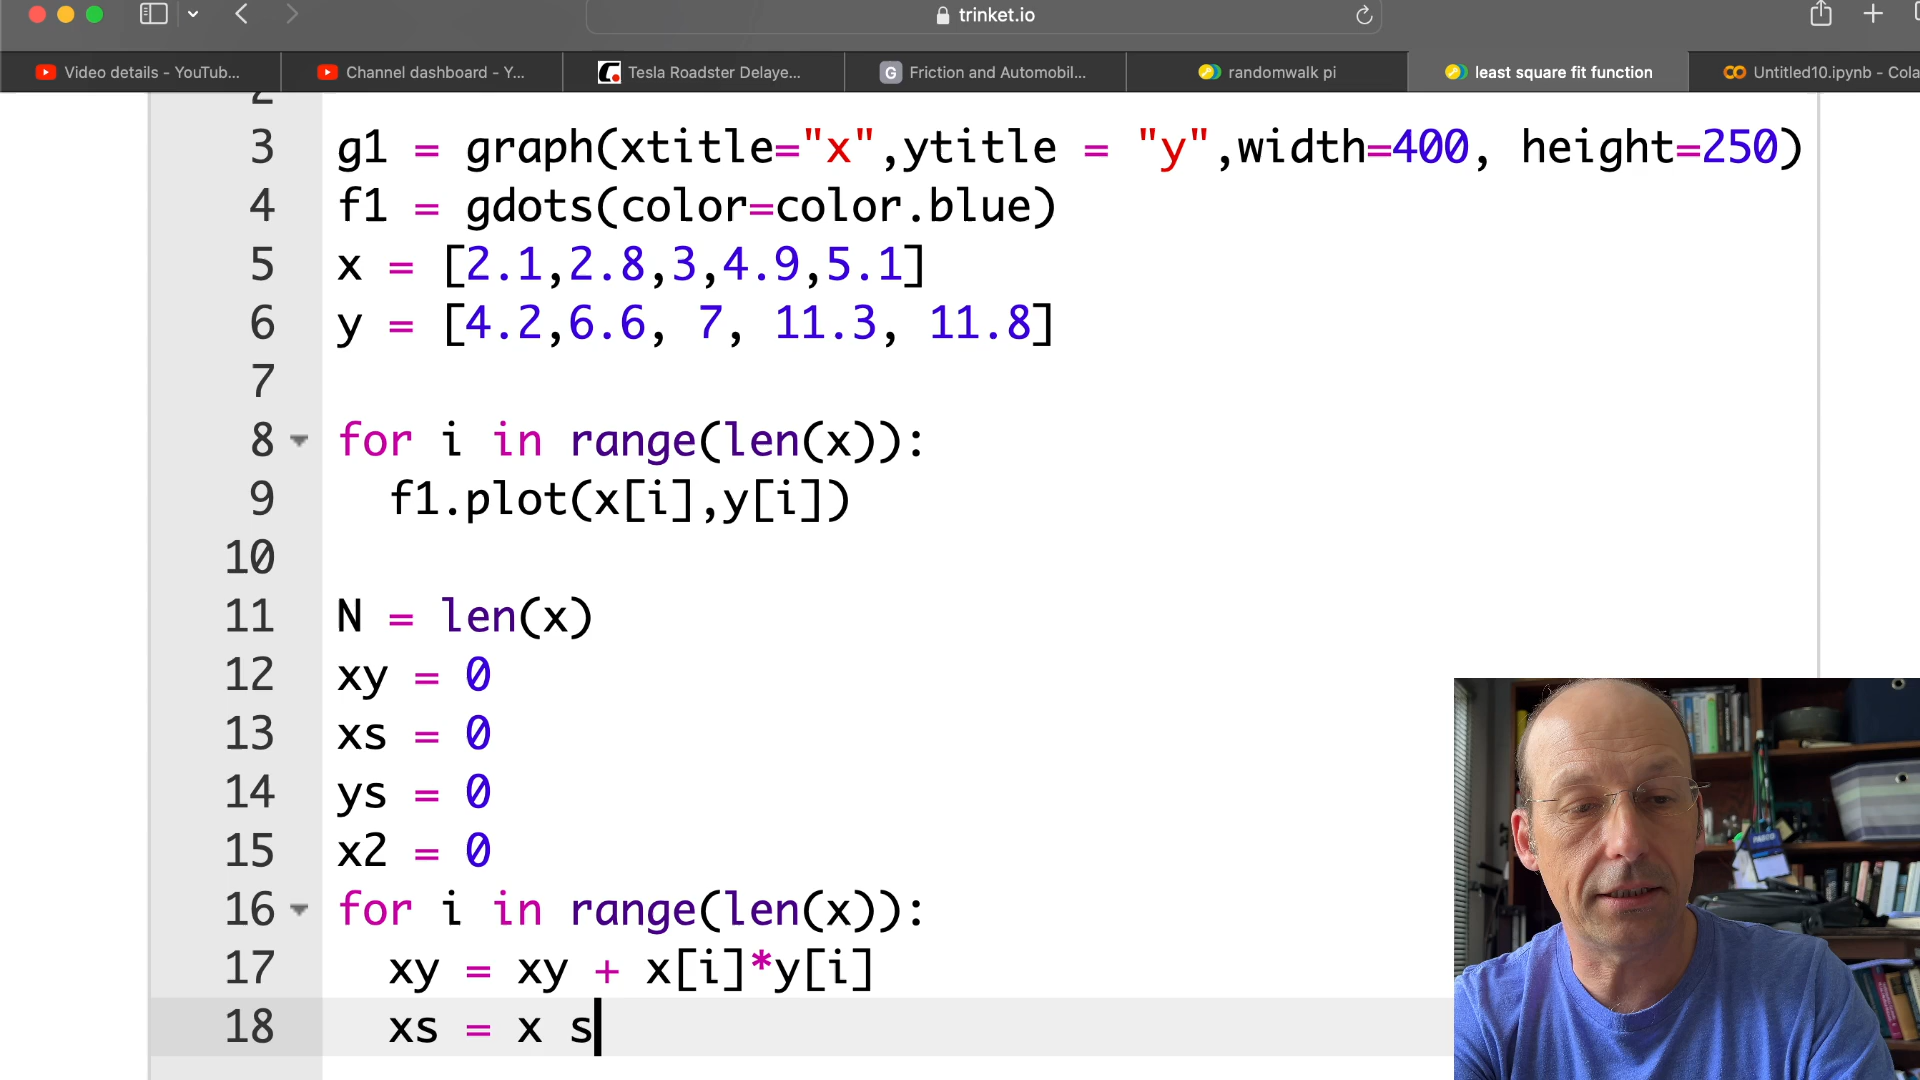 trinket.io
Video details - YouTub...
Channel dashboard - Y...
Tesla Roadster Delaye...
G Friction and Automobil...
randomwalk pi
least square fit function
Untitled10.ipynb - Cola
2
3 g1 = graph(xtitle="x",ytitle = "y",width=400, height=250)
4 f1 = gdots(color=color.blue)
5 x = [2.1,2.8,3,4.9,5.1]
6 y = [4.2,6.6, 7, 11.3, 11.8]
7
8 for i in range(len(x)):
9 f1.plot(x[i],y[i])
10
11 N = len(x)
12 xy = 0
13 xs = 0
14 ys = 0
15 x2 = 0
16 for i in range(len(x)):
17 xy = xy + x[i]*y[i]
18 xs = x s